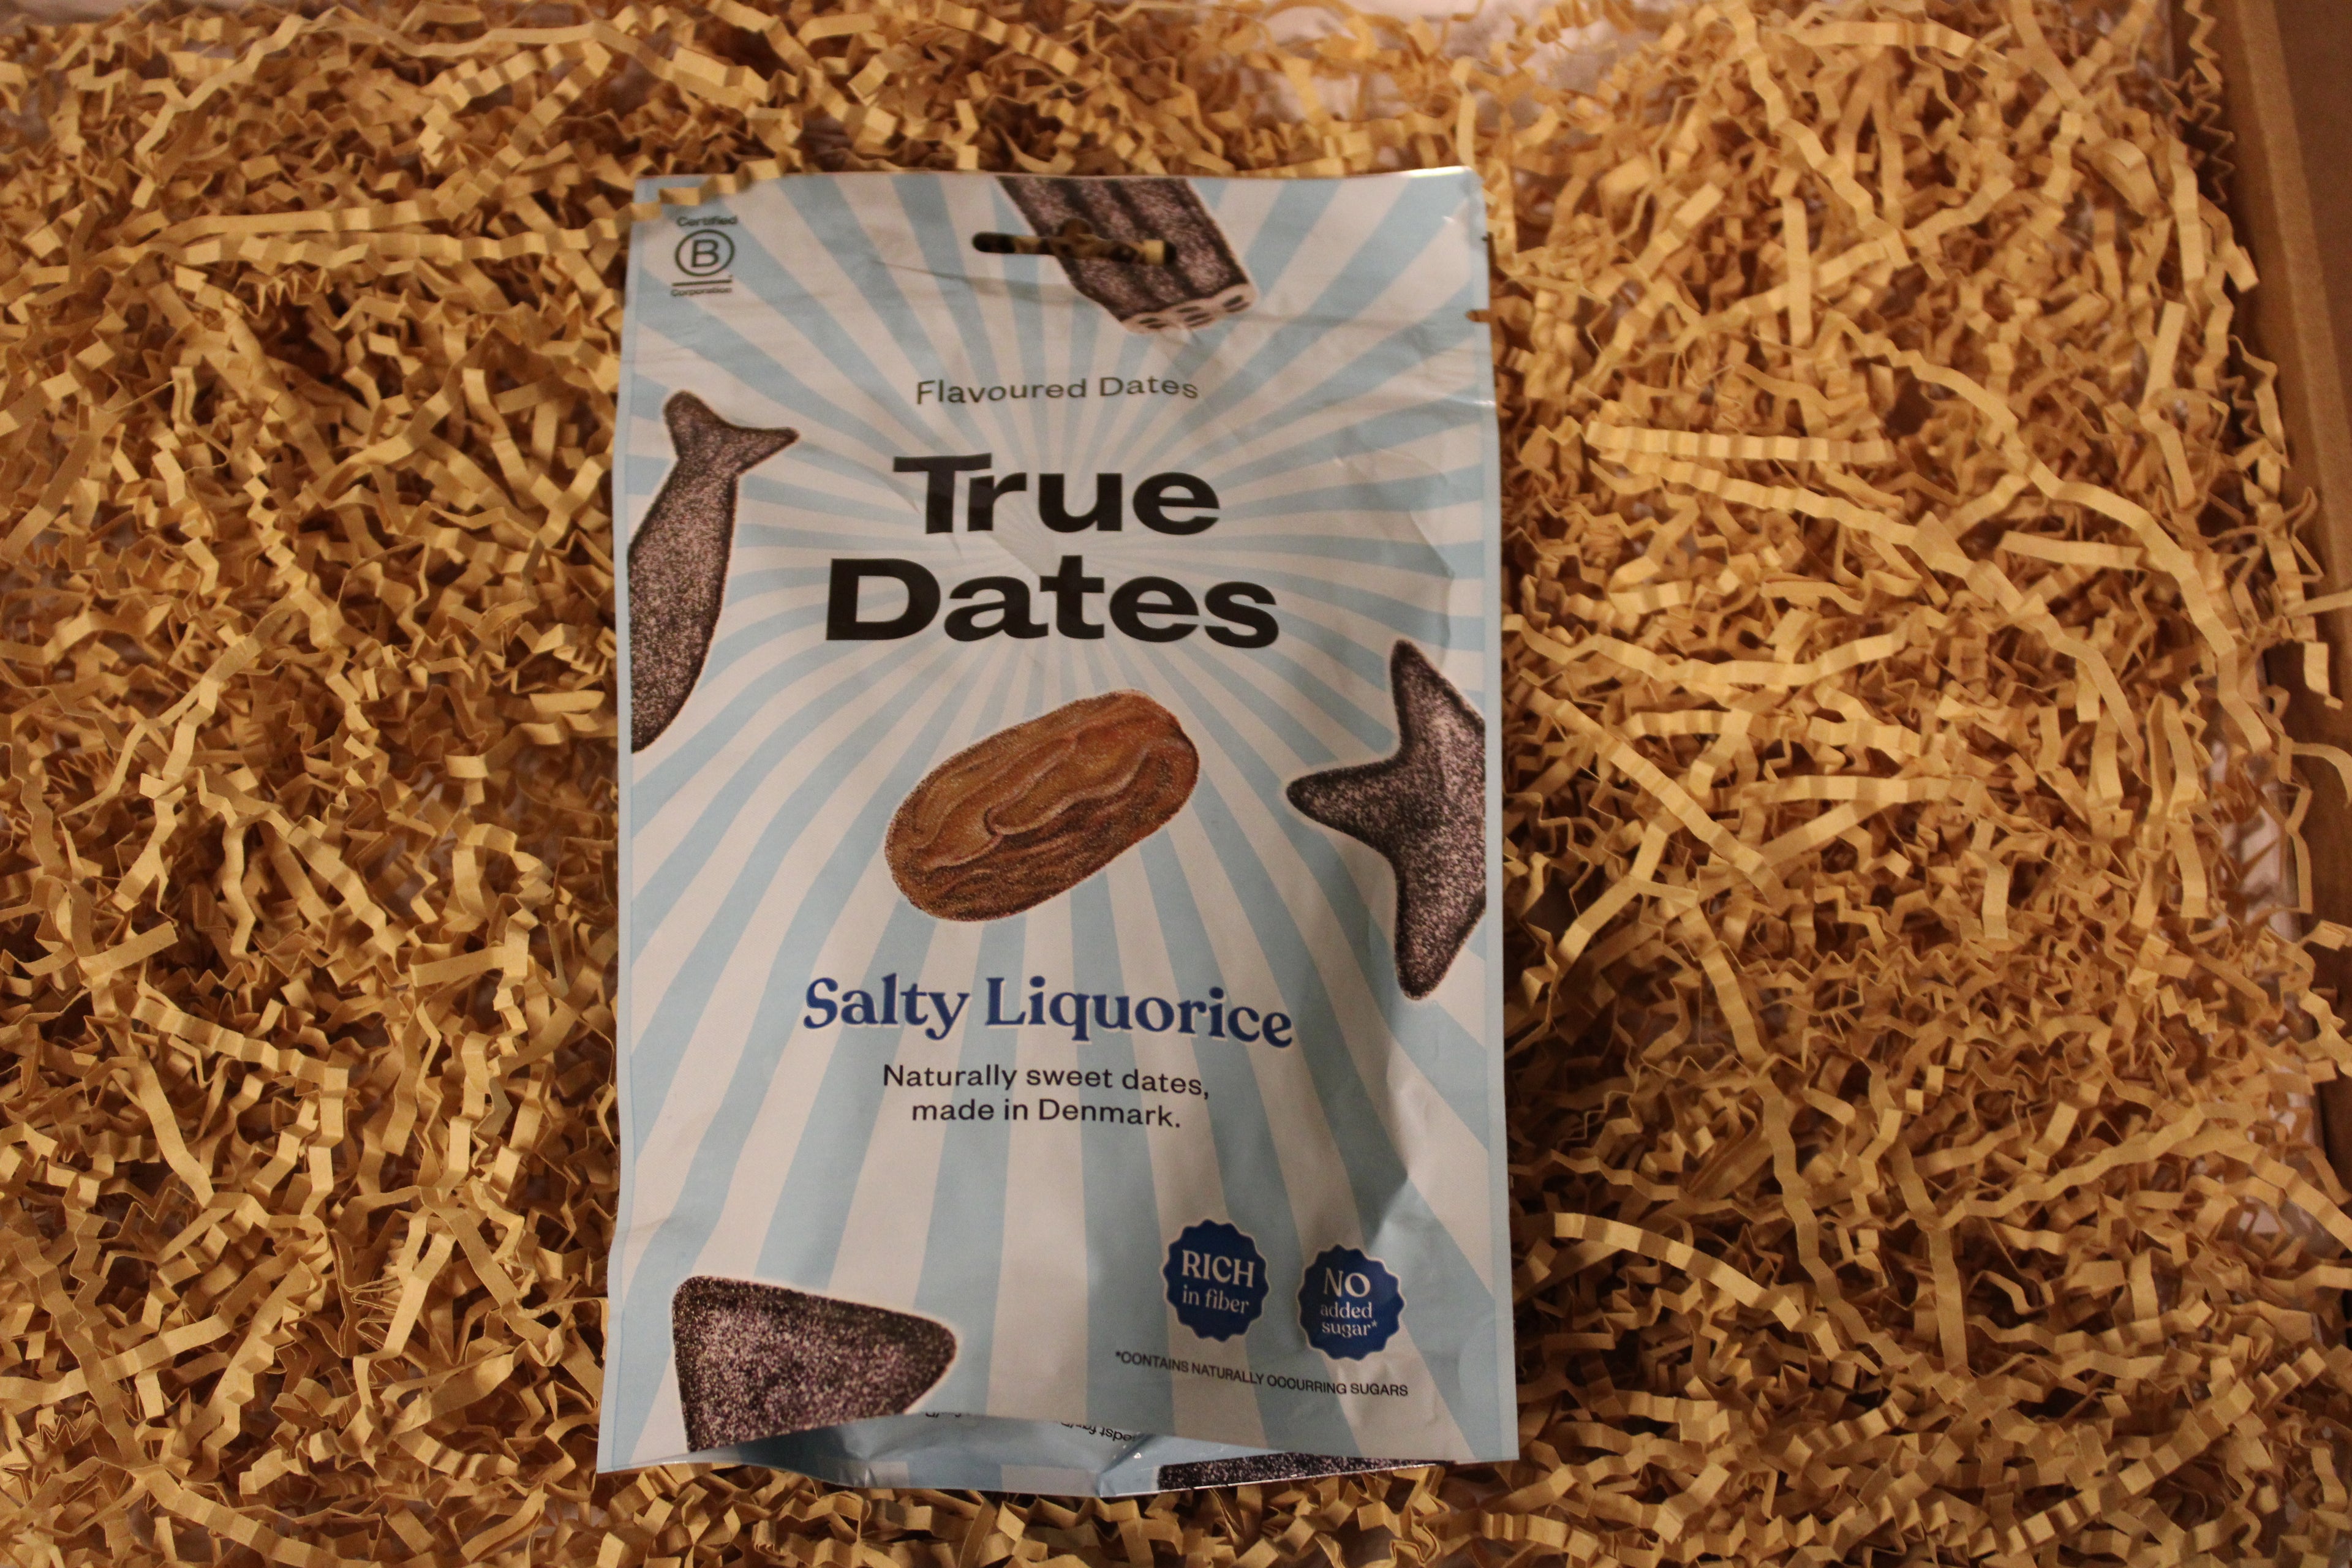 Certified
B
Corporation
Flavoured Dates
True
Dates
Salty Liquorice
Naturally sweet dates,
made in Denmark.
RICH
in fiber
NO
added
sugar*
*CONTAINS NATURALLY OOOURRING SUGARS